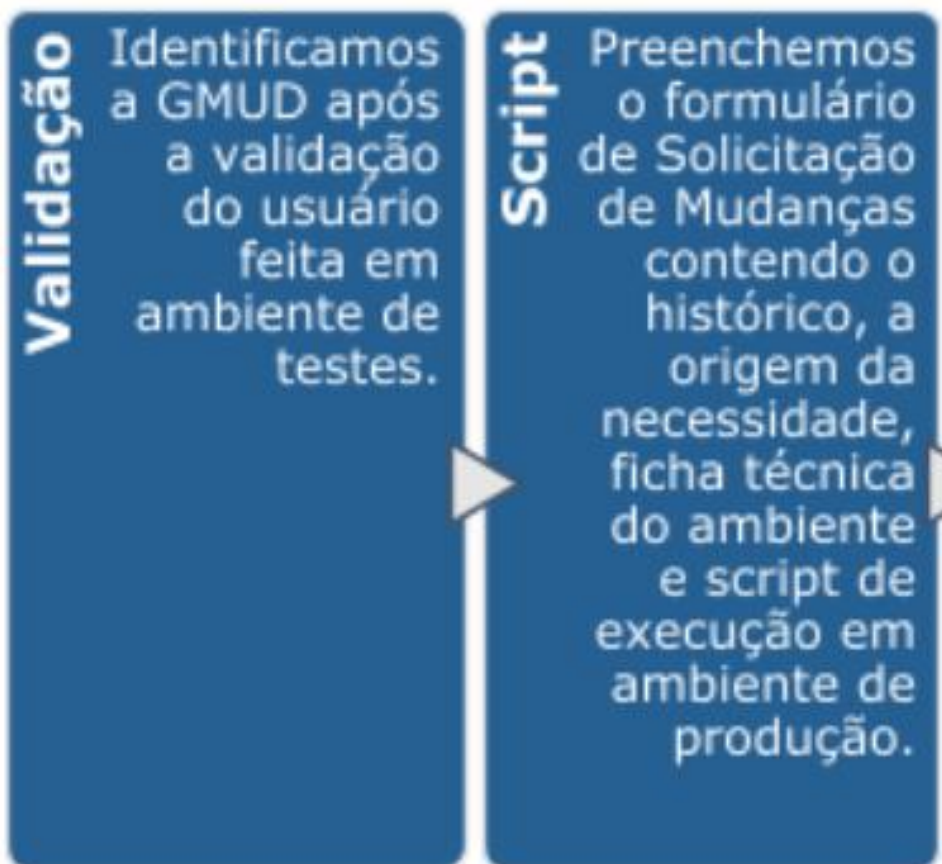 Validação
Identificamos
a GMUD após
a validação
do usuário
feita em
ambiente de
testes.
Script
Preenchemos
o formulário
de Solicitação
de Mudanças
contendo o
histórico, a
origem da
necessidade,
ficha técnica
do ambiente
e script de
execução em
ambiente de
produção.